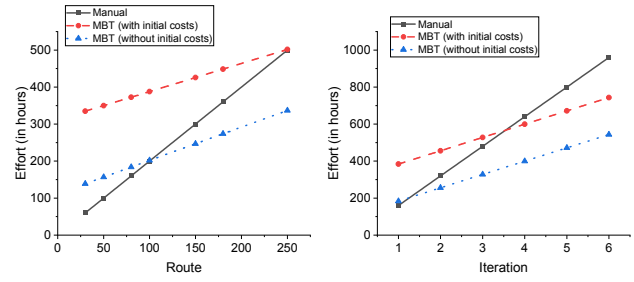 Manual
MBT (with initial costs)
MBT (without initial costs)
500
400
300
200
100
0
0
50
100
150
200
250
Effort (in hours)
Route
Manual
MBT (with initial costs)
MBT (without initial costs)
1000
800
600
400
200
0
1
2
3
4
5
6
Effort (in hours)
Iteration